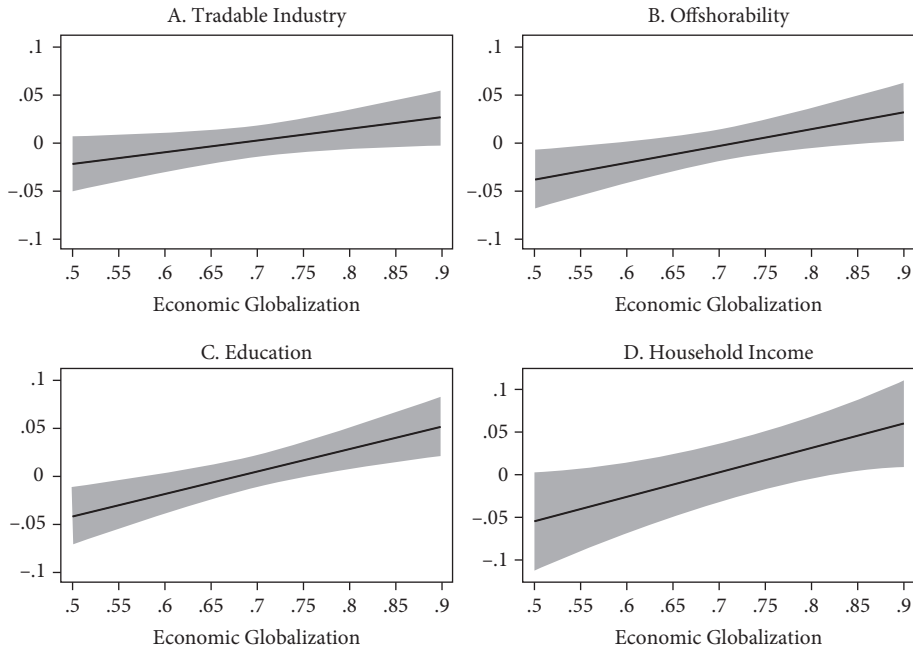 A. Tradable Industry
.1
.05
0
–.05
–.1
.5 .55 .6 .65 .7 .75 .8 .85 .9
Economic Globalization
B. Offshorability
.1
.05
0
–.05
–.1
.5 .55 .6 .65 .7 .75 .8 .85 .9
Economic Globalization
C. Education
.1
.05
0
–.05
–.1
.5 .55 .6 .65 .7 .75 .8 .85 .9
Economic Globalization
D. Household Income
.1
.05
0
–.05
–.1
.5 .55 .6 .65 .7 .75 .8 .85 .9
Economic Globalization